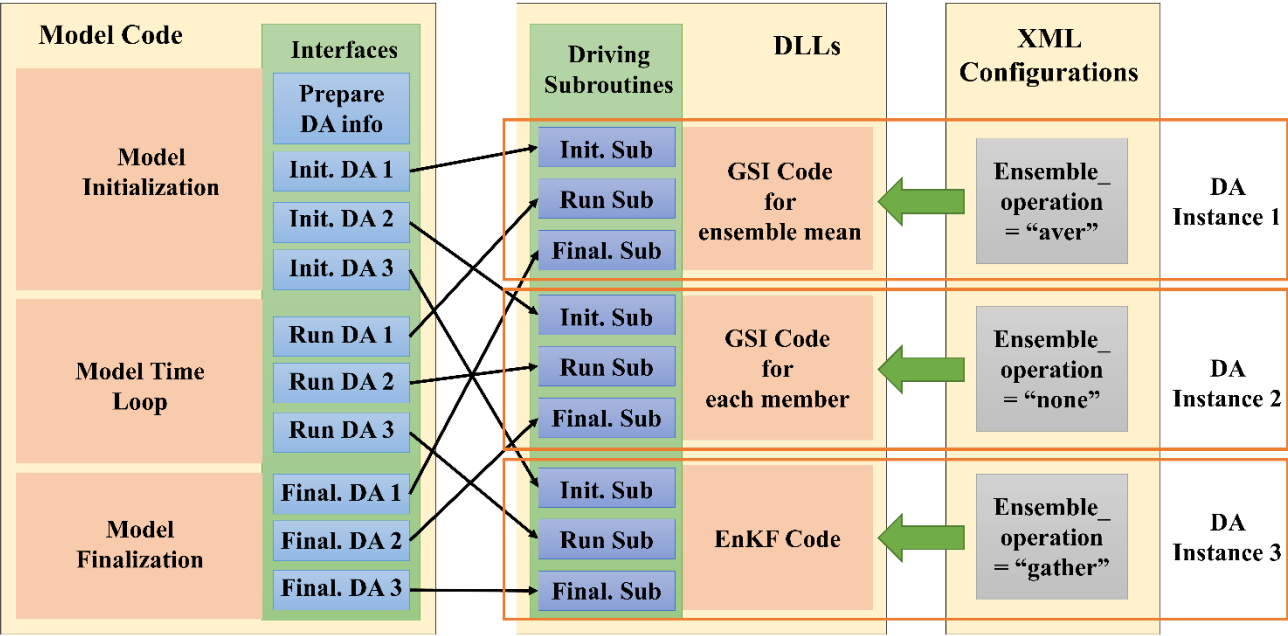 Model Code
Interfaces
Model
Initialization
Prepare
DA info
Init. DA 1
Init. DA 2
Init. DA 3
Model Time
Loop
Run DA 1
Run DA 2
Run DA 3
Model
Finalization
Final. DA 1
Final. DA 2
Final. DA 3
DLLs
Driving
Subroutines
Init. Sub
Run Sub
Final. Sub
GSI Code
for
ensemble mean
Init. Sub
Run Sub
Final. Sub
GSI Code
for
each member
Init. Sub
Run Sub
Final. Sub
EnKF Code
XML
Configurations
Ensemble_
operation
= “aver”
DA
Instance 1
Ensemble_
operation
= “none”
DA
Instance 2
Ensemble_
operation
= “gather”
DA
Instance 3